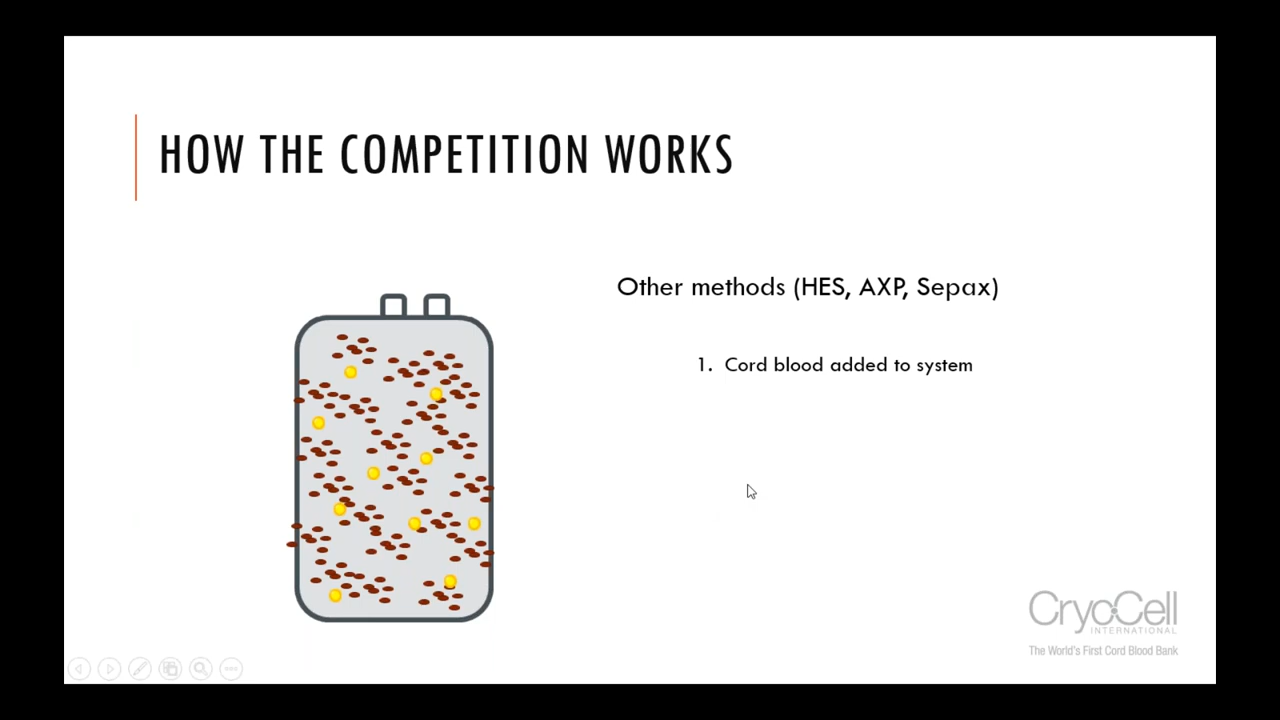 HOW THE COMPETITION WORKS
Other methods (HES, AXP, Sepax)
1. Cord blood added to system
CryoCell
INTERNATIONAL
The World's First Cord Blood Bank